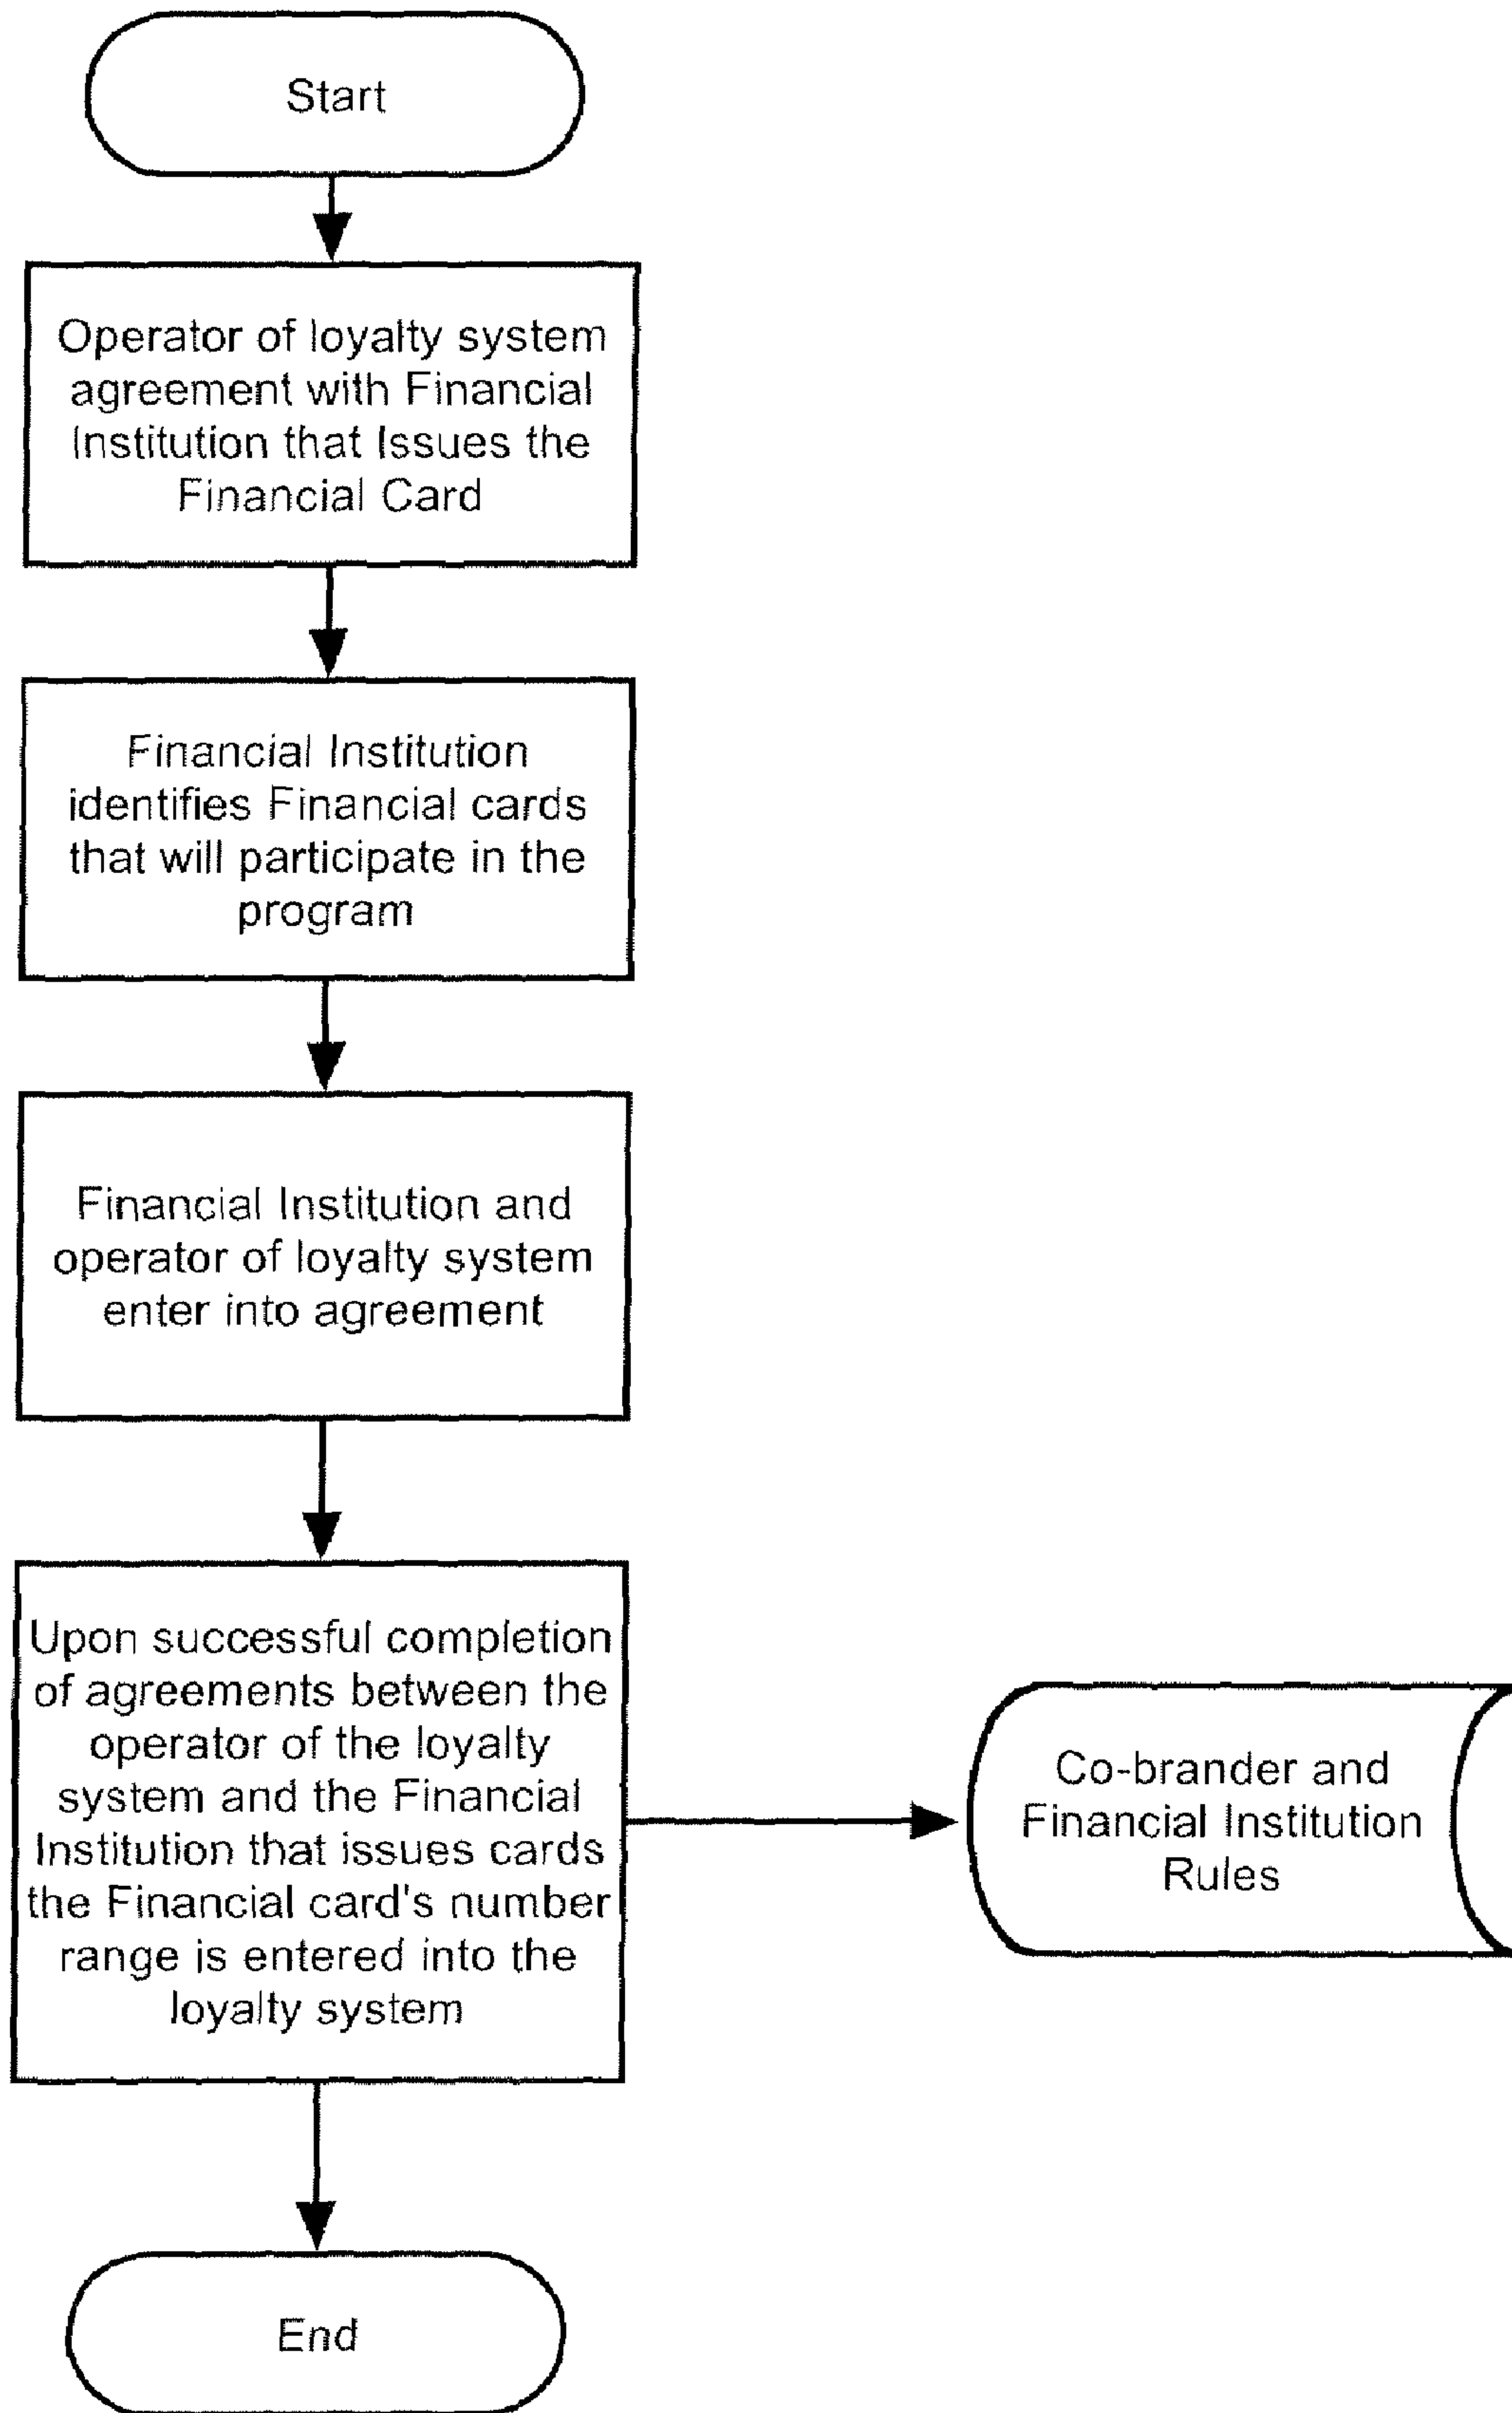 Start
Operator of loyalty system
agreement with Financial
Institution that Issues the
Financial Card
Financial Institution
identifies Financial cards
that will participate in the
program
Financial Institution and
operator of loyalty system
enter into agreement
Upon successful completion
of agreements between the
operator of the loyalty
system and the Financial
Institution that issues cards
the Financial card's number
range is entered into the
loyalty system
Co-brander and
Financial Institution
Rules
End